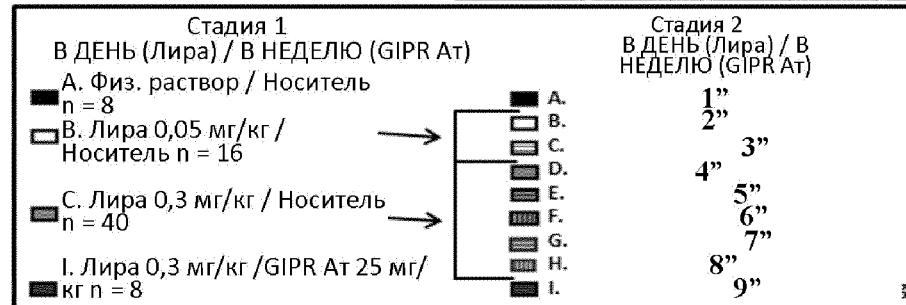 Стадия 1
В ДЕНЬ (Лира) / В НЕДЕЛЮ (GIPR Ат)
A. Физ. раствор / Носитель
n = 8
B. Лира 0,05 мг/кг /
Носитель n = 16
C. Лира 0,3 мг/кг / Носитель
n = 40
I. Лира 0,3 мг/кг /GIPR Ат 25 мг/
кг n = 8
Стадия 2
В ДЕНЬ (Лира) / В
НЕДЕЛЮ (GIPR Ат)
A. 1”
B. 2”
C. 3”
D. 4”
E. 5”
F. 6”
G. 7”
H. 8”
I. 9”